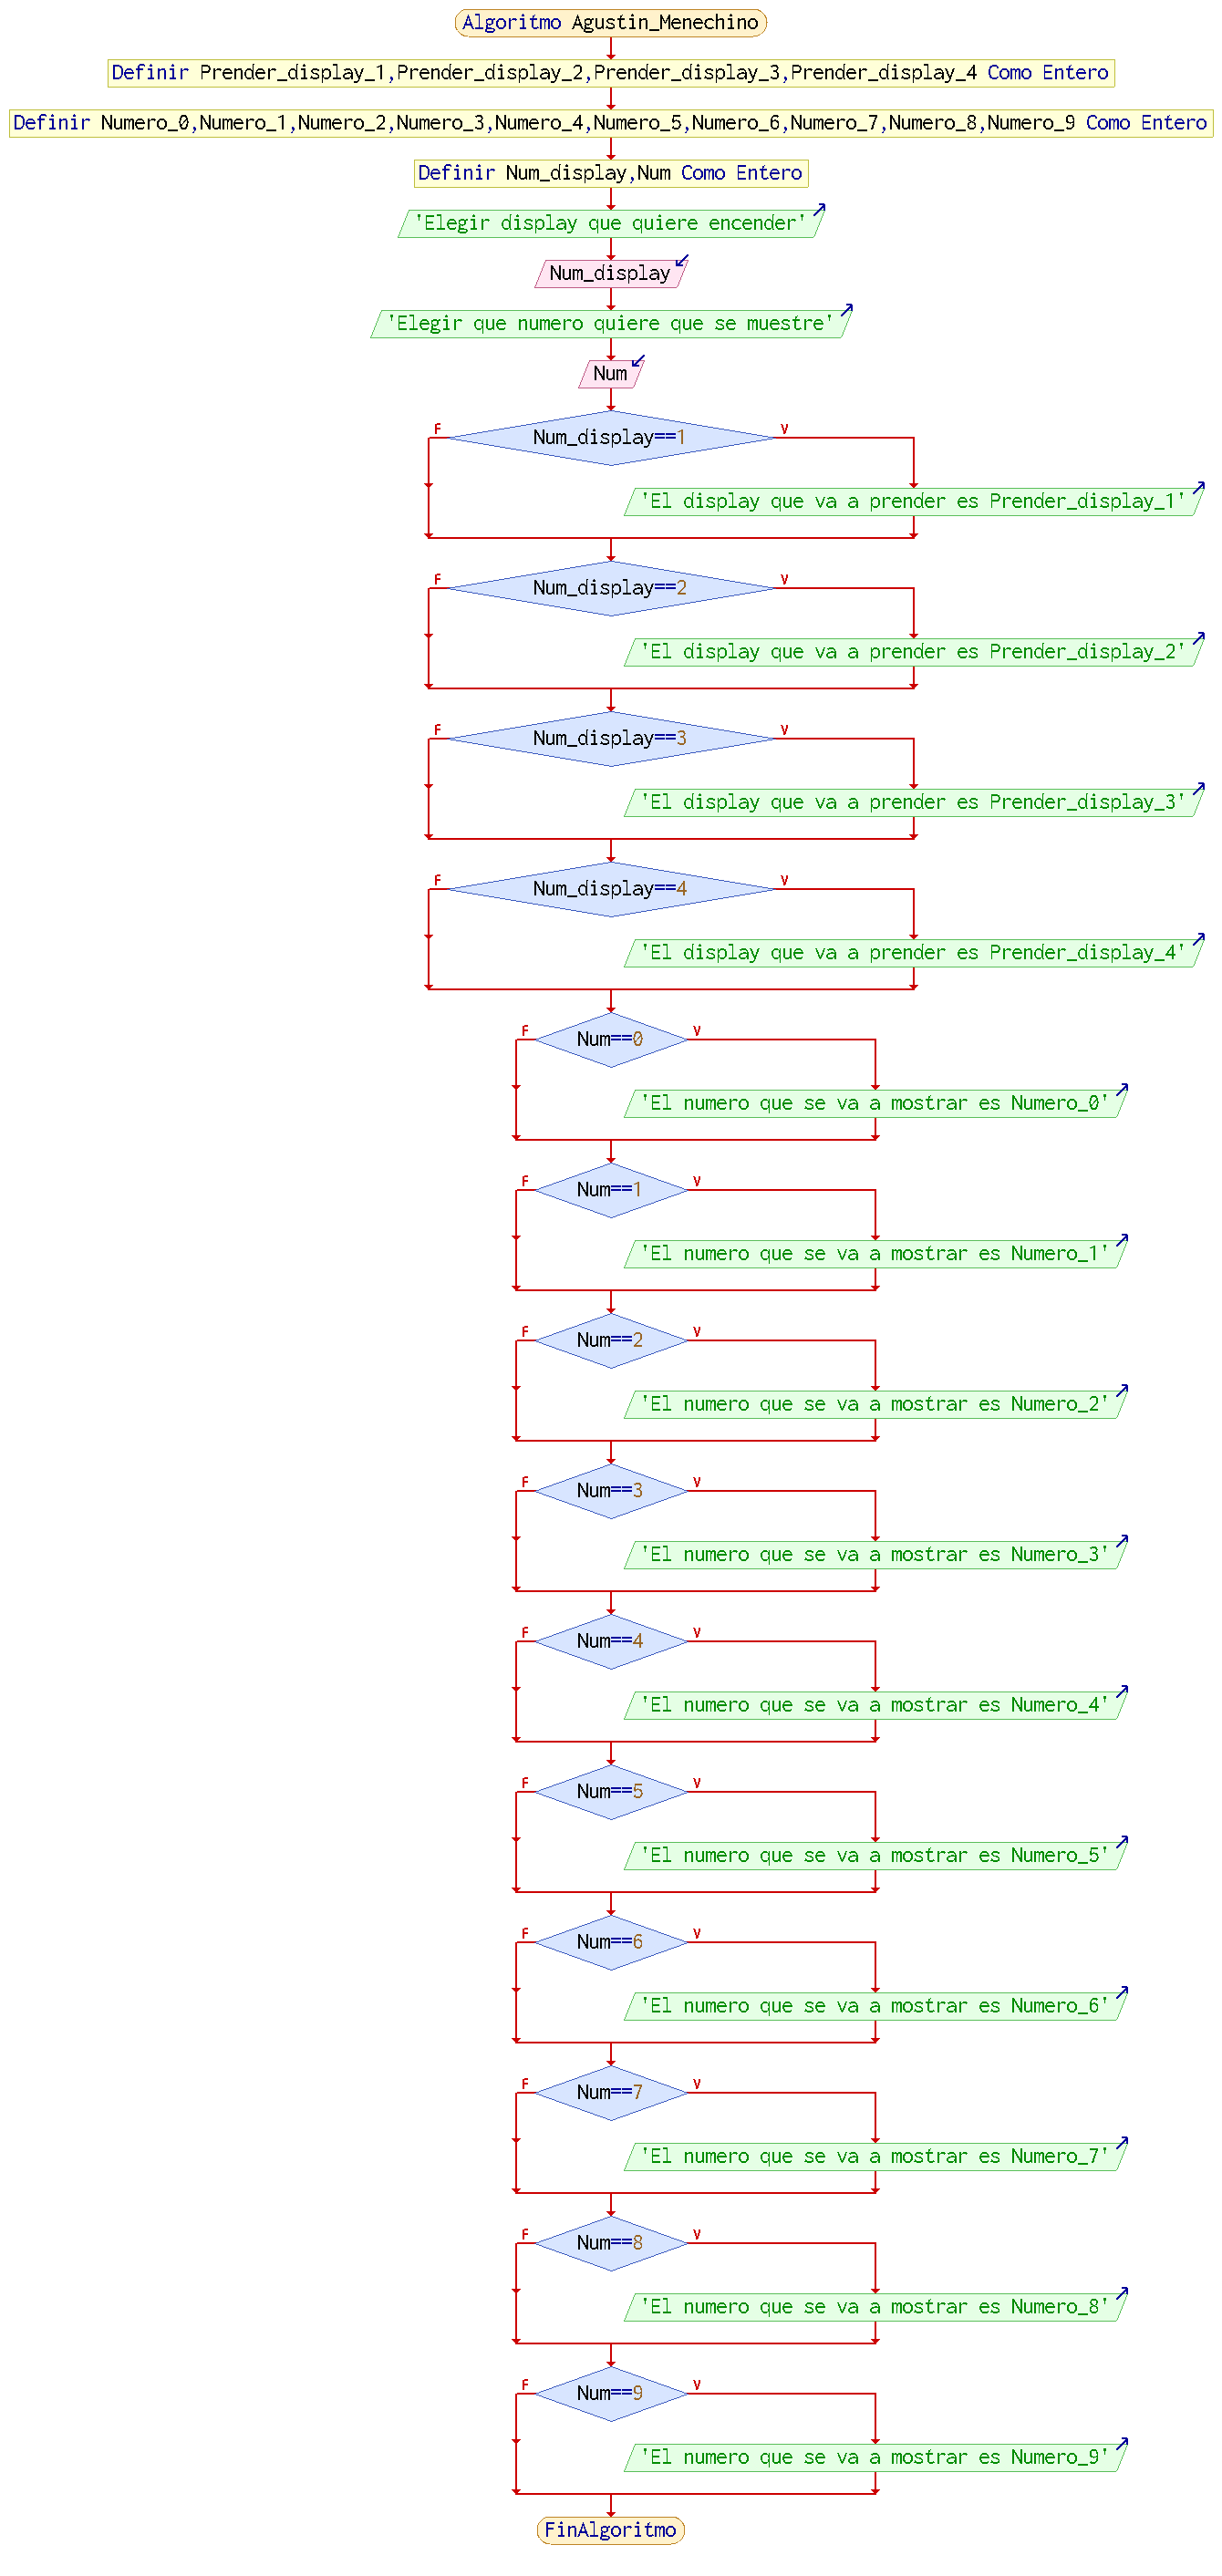 Algoritmo Agustin_Menechino
Definir Prender_display_1,Prender_display_2,Prender_display_3,Prender_display_4 Como Entero
Definir Numero_0,Numero_1,Numero_2,Numero_3,Numero_4,Numero_5,Numero_6,Numero_7,Numero_8,Numero_9 Como Entero
Definir Num_display,Num Como Entero
'Elegir display que quiere encender'
Num_display
'Elegir que numero quiere que se muestre'
Num
F Num_display==1 V
'El display que va a prender es Prender_display_1'
F Num_display==2 V
'El display que va a prender es Prender_display_2'
F Num_display==3 V
'El display que va a prender es Prender_display_3'
F Num_display==4 V
'El display que va a prender es Prender_display_4'
F Num==0 V
'El numero que se va a mostrar es Numero_0'
F Num==1 V
'El numero que se va a mostrar es Numero_1'
F Num==2 V
'El numero que se va a mostrar es Numero_2'
F Num==3 V
'El numero que se va a mostrar es Numero_3'
F Num==4 V
'El numero que se va a mostrar es Numero_4'
F Num==5 V
'El numero que se va a mostrar es Numero_5'
F Num==6 V
'El numero que se va a mostrar es Numero_6'
F Num==7 V
'El numero que se va a mostrar es Numero_7'
F Num==8 V
'El numero que se va a mostrar es Numero_8'
F Num==9 V
'El numero que se va a mostrar es Numero_9'
FinAlgoritmo